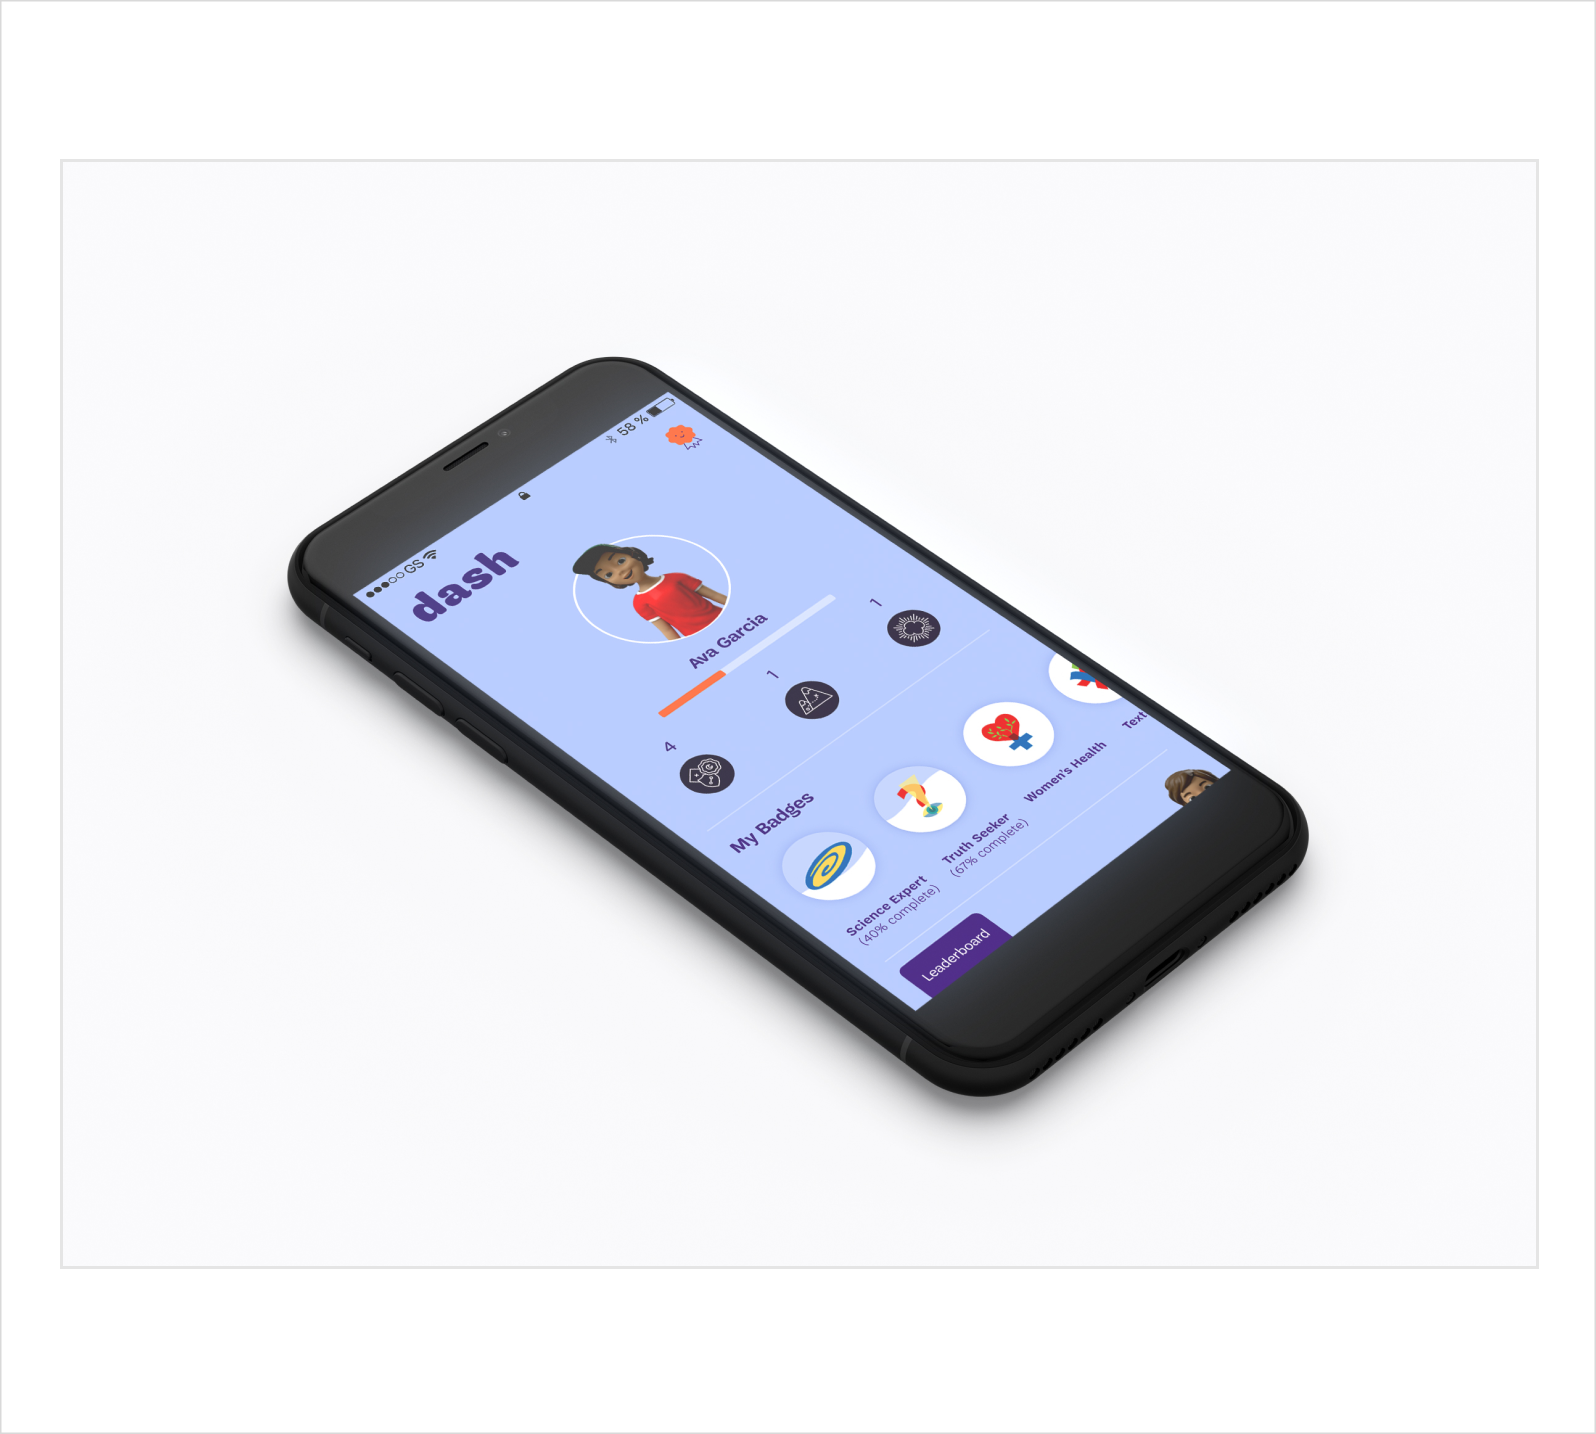 GS
58 %
dash
Ava Garcia
4
1
1
My Badges
Science Expert
(40% complete)
Truth Seeker
(67% complete)
Women's Health
Text
Leaderboard